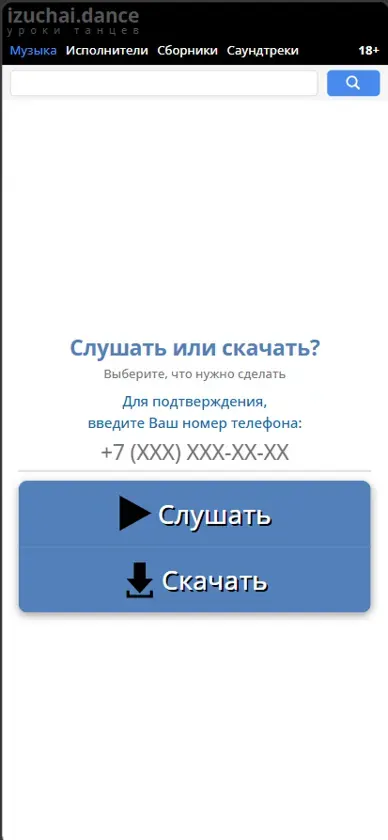 izuchai.dance
уроки танцев
Музыка Исполнители Сборники Саундтреки 18+
Слушать или скачать?
Выберите, что нужно сделать
Для подтверждения,
введите Ваш номер телефона:
+7 (XXX) XXX-XX-XX
Слушать
Скачать